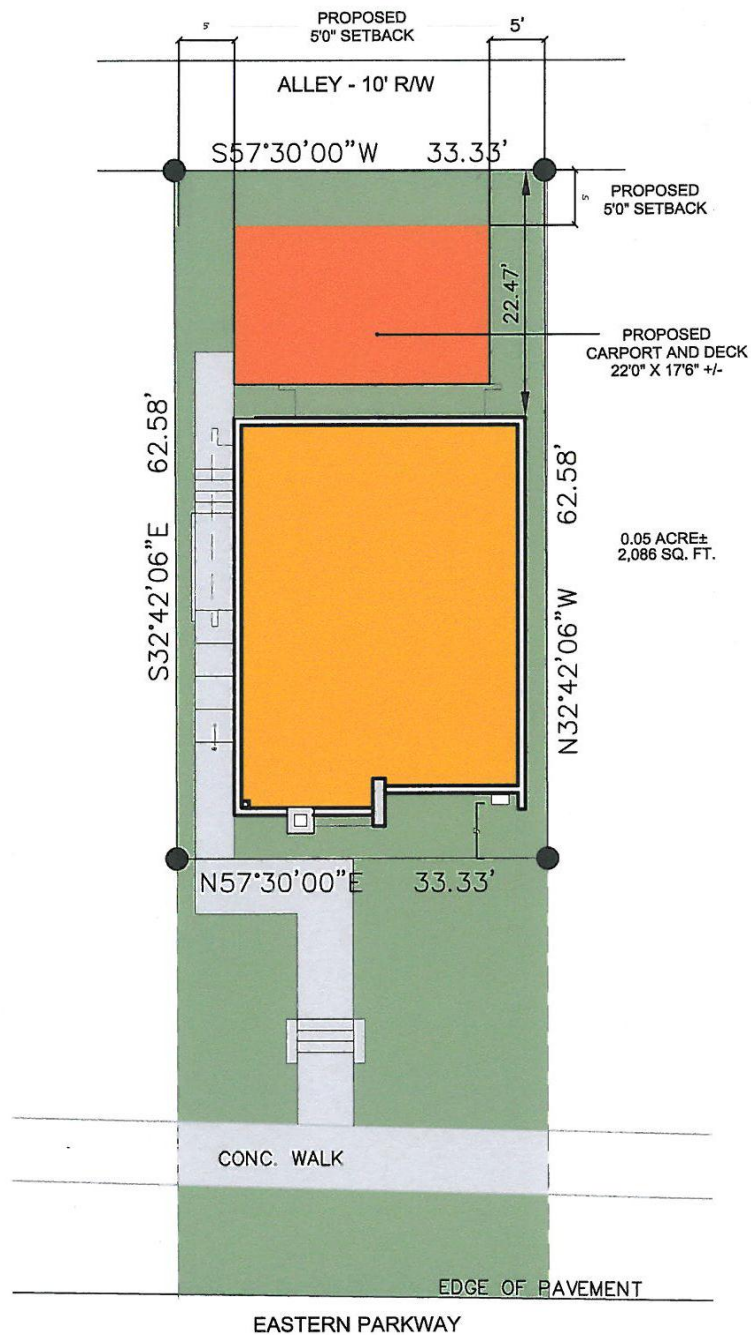 PROPOSED
5'0" SETBACK
5'
5'
ALLEY - 10' R/W
S57°30'00"W 33.33'
PROPOSED
5'0" SETBACK
5'
22.47'
PROPOSED
CARPORT AND DECK
22'0" X 17'6" +/-
S32°42'06"E 62.58'
N32°42'06"W 62.58'
0.05 ACRE±
2,086 SQ. FT.
N57°30'00"E 33.33'
CONC. WALK
EDGE OF PAVEMENT
EASTERN PARKWAY